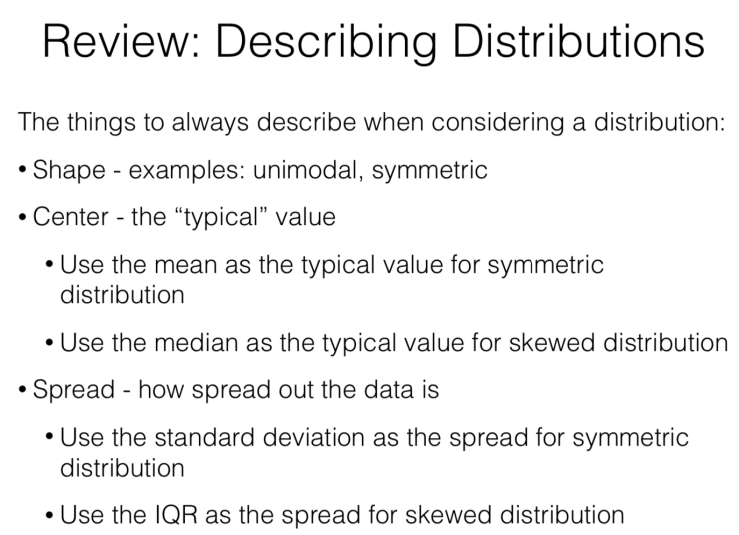 Review: Describing Distributions
The things to always describe when considering a distribution:
• Shape - examples: unimodal, symmetric
• Center - the “typical” value
• Use the mean as the typical value for symmetric
distribution
• Use the median as the typical value for skewed distribution
• Spread - how spread out the data is
• Use the standard deviation as the spread for symmetric
distribution
• Use the IQR as the spread for skewed distribution